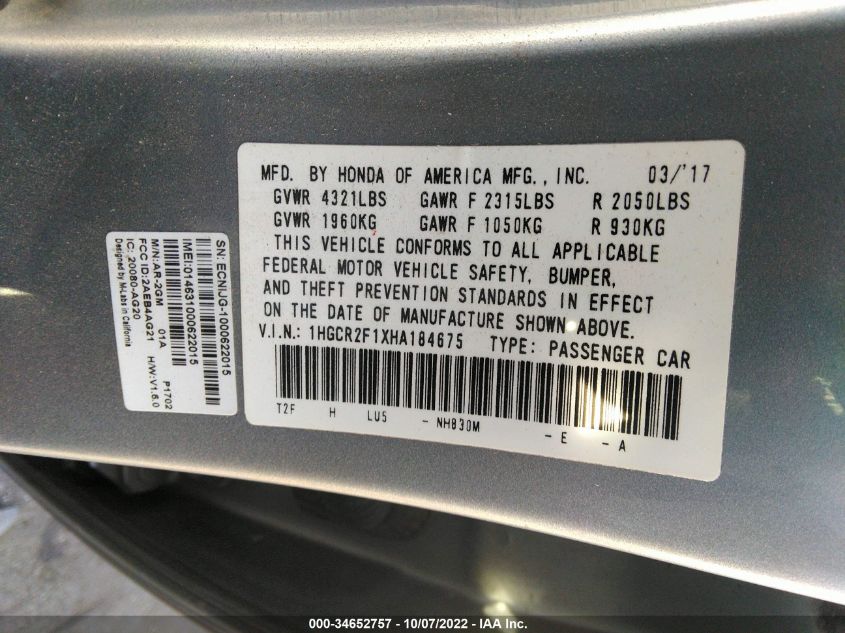 MFD. BY HONDA OF AMERICA MFG., INC. 03/'17
GVWR 4321LBS GAWR F 2315LBS R 2050LBS
GVWR 1960KG GAWR F 1050KG R 930KG
THIS VEHICLE CONFORMS TO ALL APPLICABLE
FEDERAL MOTOR VEHICLE SAFETY, BUMPER,
AND THEFT PREVENTION STANDARDS IN EFFECT
ON THE DATE OF MANUFACTURE SHOWN ABOVE.
V.I.N.: 1HGCR2F1XHA184675 TYPE: PASSENGER CAR
T2F H LU5 - NH830M - E - A
SN: ECNIJG-1000622015
IMEI:014631000622015
M/N:AR-2GM 01A P1702
FCC ID:2AEB4AG21 H/W:V1.6.0
IC: 20080-AG20
Designed by M-Labs in California
000-34652757 - 10/07/2022 - IAA Inc.